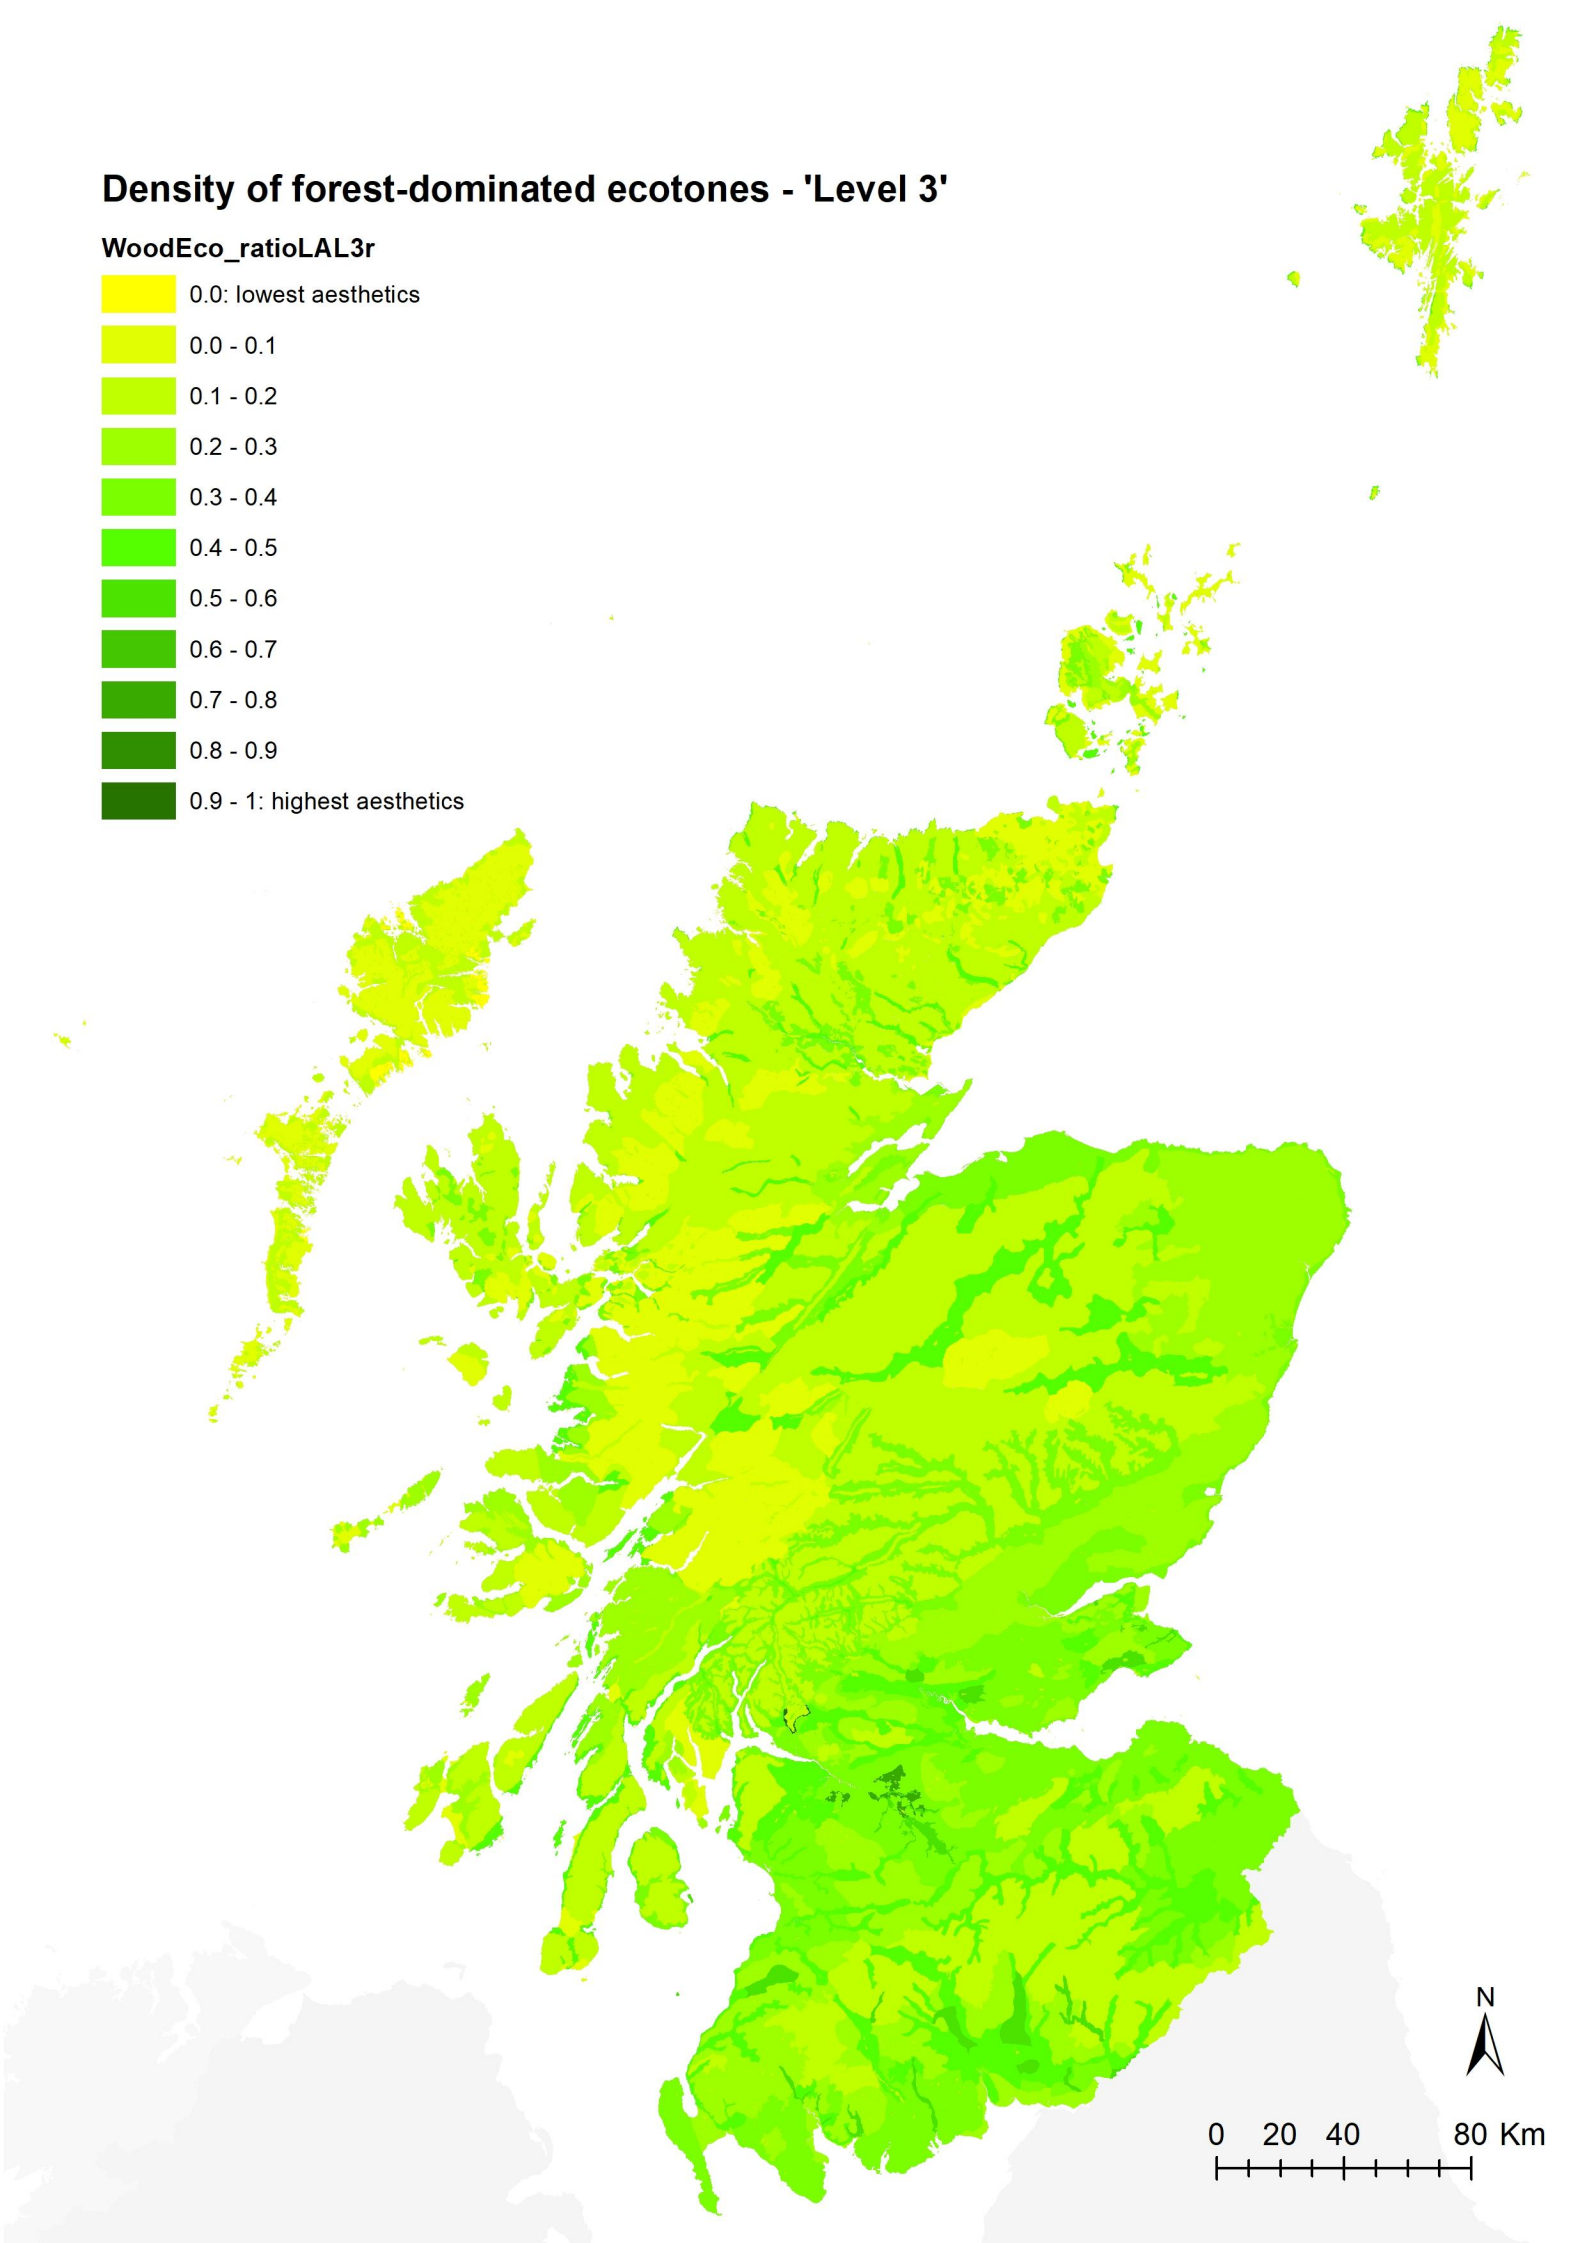 Density of forest-dominated ecotones - 'Level 3'
WoodEco_ratioLAL3r
0.0: lowest aesthetics
0.0 - 0.1
0.1 - 0.2
0.2 - 0.3
0.3 - 0.4
0.4 - 0.5
0.5 - 0.6
0.6 - 0.7
0.7 - 0.8
0.8 - 0.9
0.9 - 1: highest aesthetics
N
0 20 40 80 Km